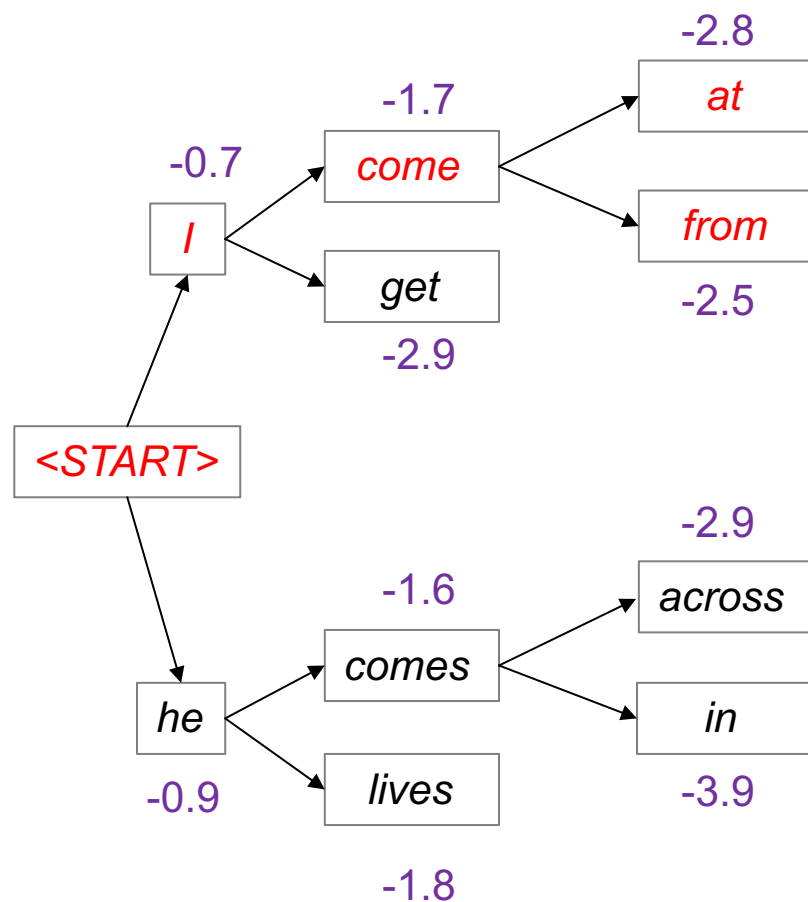 -2.8
at
-1.7
come
-0.7
I
from
get
-2.5
-2.9
<START>
-2.9
across
-1.6
comes
he
in
lives
-0.9
-3.9
-1.8